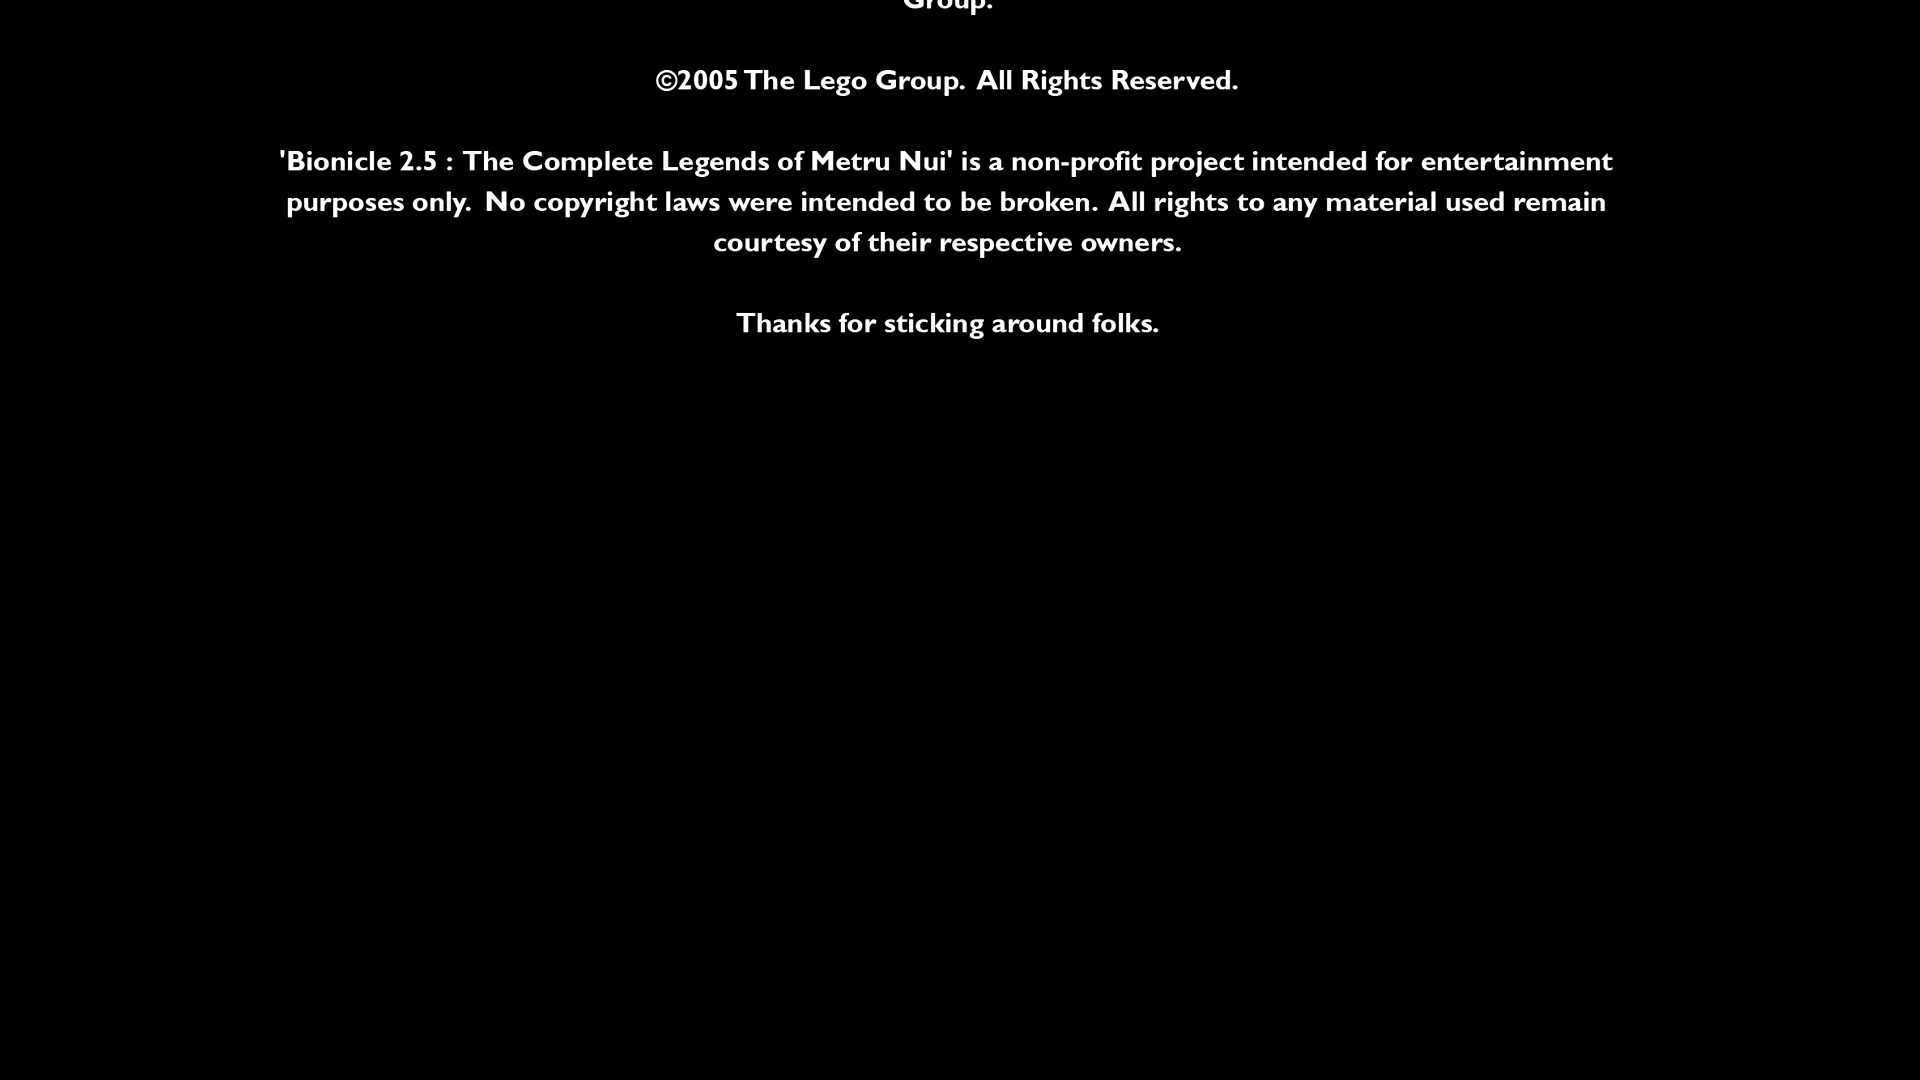 Group.
©2005 The Lego Group. All Rights Reserved.
'Bionicle 2.5 : The Complete Legends of Metru Nui' is a non-profit project intended for entertainment
purposes only. No copyright laws were intended to be broken. All rights to any material used remain
courtesy of their respective owners.
Thanks for sticking around folks.